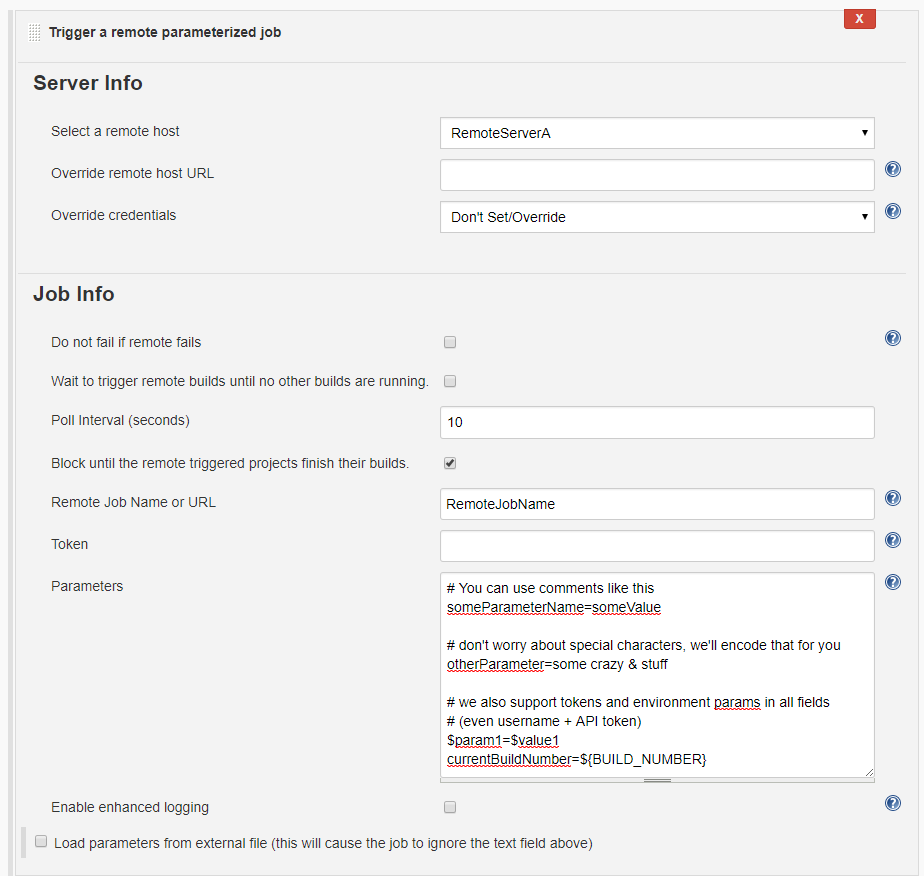 X
Trigger a remote parameterized job
Server Info
Select a remote host
RemoteServerA
Override remote host URL
?
Override credentials
Don't Set/Override
?
Job Info
Do not fail if remote fails
?
Wait to trigger remote builds until no other builds are running.
Poll Interval (seconds)
10
Block until the remote triggered projects finish their builds.
Remote Job Name or URL
RemoteJobName
?
Token
?
Parameters
# You can use comments like this
someParameterName=someValue
# don't worry about special characters, we'll encode that for you
otherParameter=some crazy & stuff
# we also support tokens and environment params in all fields
# (even username + API token)
$param1=$value1
currentBuildNumber=${BUILD_NUMBER}
?
Enable enhanced logging
?
Load parameters from external file (this will cause the job to ignore the text field above)